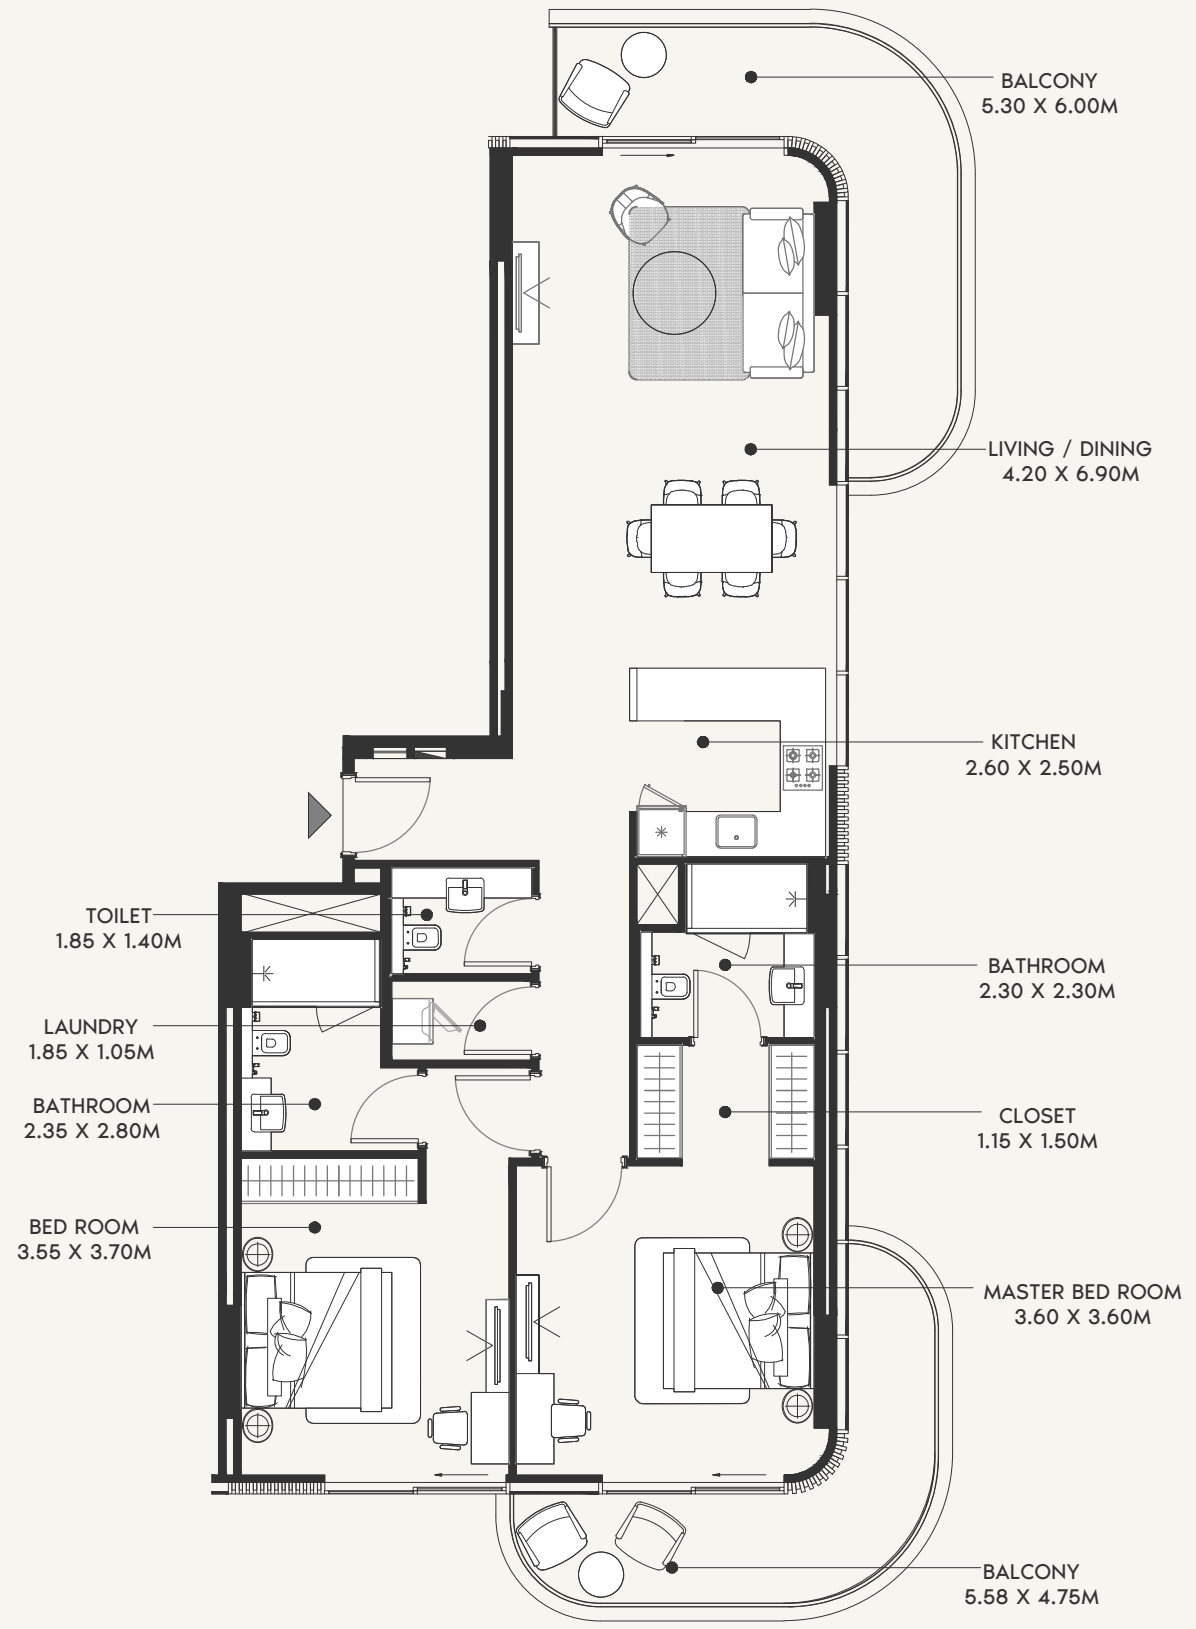 BALCONY
5.30 X 6.00M
LIVING / DINING
4.20 X 6.90M
KITCHEN
2.60 X 2.50M
TOILET
1.85 X 1.40M
BATHROOM
2.30 X 2.30M
LAUNDRY
1.85 X 1.05M
BATHROOM
2.35 X 2.80M
CLOSET
1.15 X 1.50M
BED ROOM
3.55 X 3.70M
MASTER BED ROOM
3.60 X 3.60M
BALCONY
5.58 X 4.75M